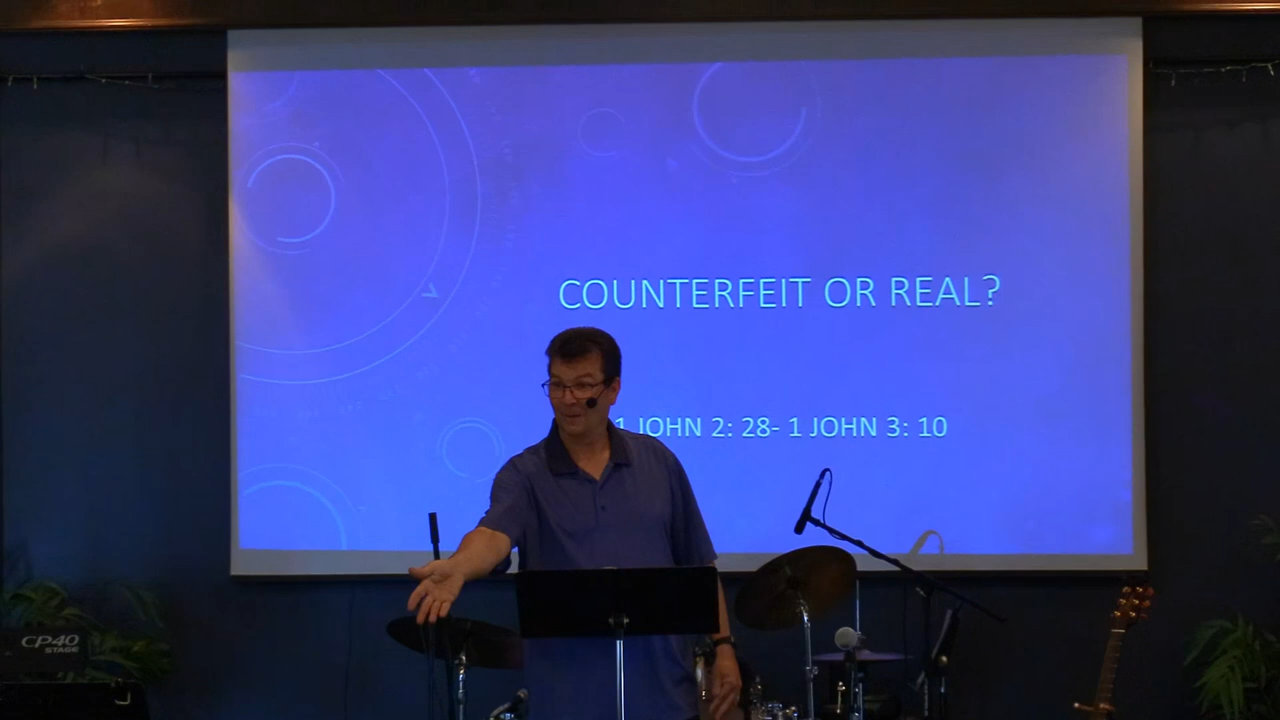 COUNTERFEIT OR REAL?
1 JOHN 2: 28- 1 JOHN 3: 10
CP40
STAGE